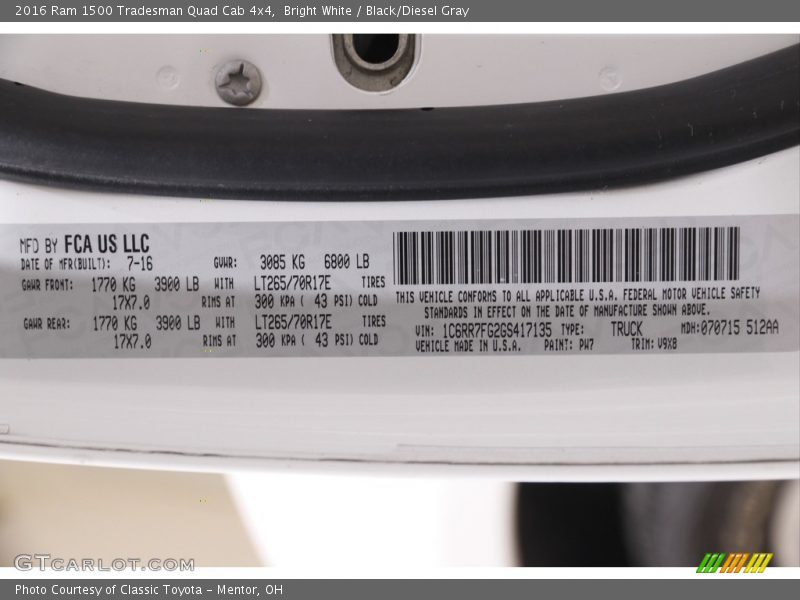 2016 Ram 1500 Tradesman Quad Cab 4x4, Bright White / Black/Diesel Gray
MFD BY FCA US LLC
DATE OF MFR(BUILT): 7-16 GVWR: 3085 KG 6800 LB
GAWR FRONT: 1770 KG 3900 LB WITH LT265/70R17E TIRES
17X7.0 RIMS AT 300 KPA ( 43 PSI) COLD
GAWR REAR: 1770 KG 3900 LB WITH LT265/70R17E TIRES
17X7.0 RIMS AT 300 KPA ( 43 PSI) COLD
THIS VEHICLE CONFORMS TO ALL APPLICABLE U.S.A. FEDERAL MOTOR VEHICLE SAFETY
STANDARDS IN EFFECT ON THE DATE OF MANUFACTURE SHOWN ABOVE.
VIN: 1C6RR7FG2GS417135 TYPE: TRUCK MDH:070715 512AA
VEHICLE MADE IN U.S.A. PAINT: PW7 TRIM: V9X8
GTCARLOT.COM
Photo Courtesy of Classic Toyota - Mentor, OH